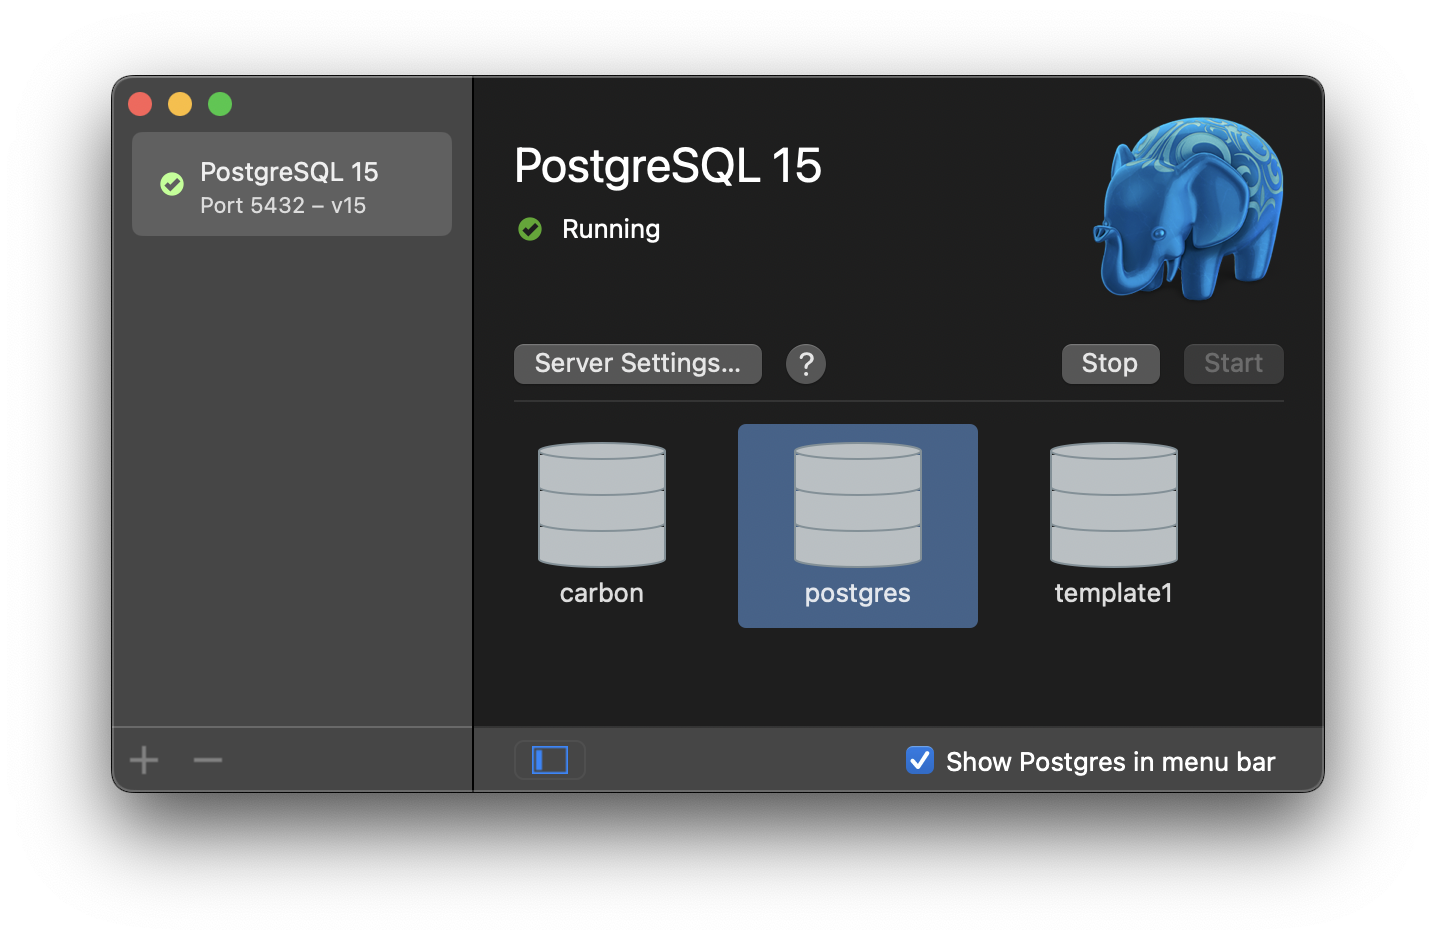 PostgreSQL 15
Port 5432 – v15
PostgreSQL 15
Running
Server Settings...
?
Stop
Start
carbon
postgres
template1
Show Postgres in menu bar